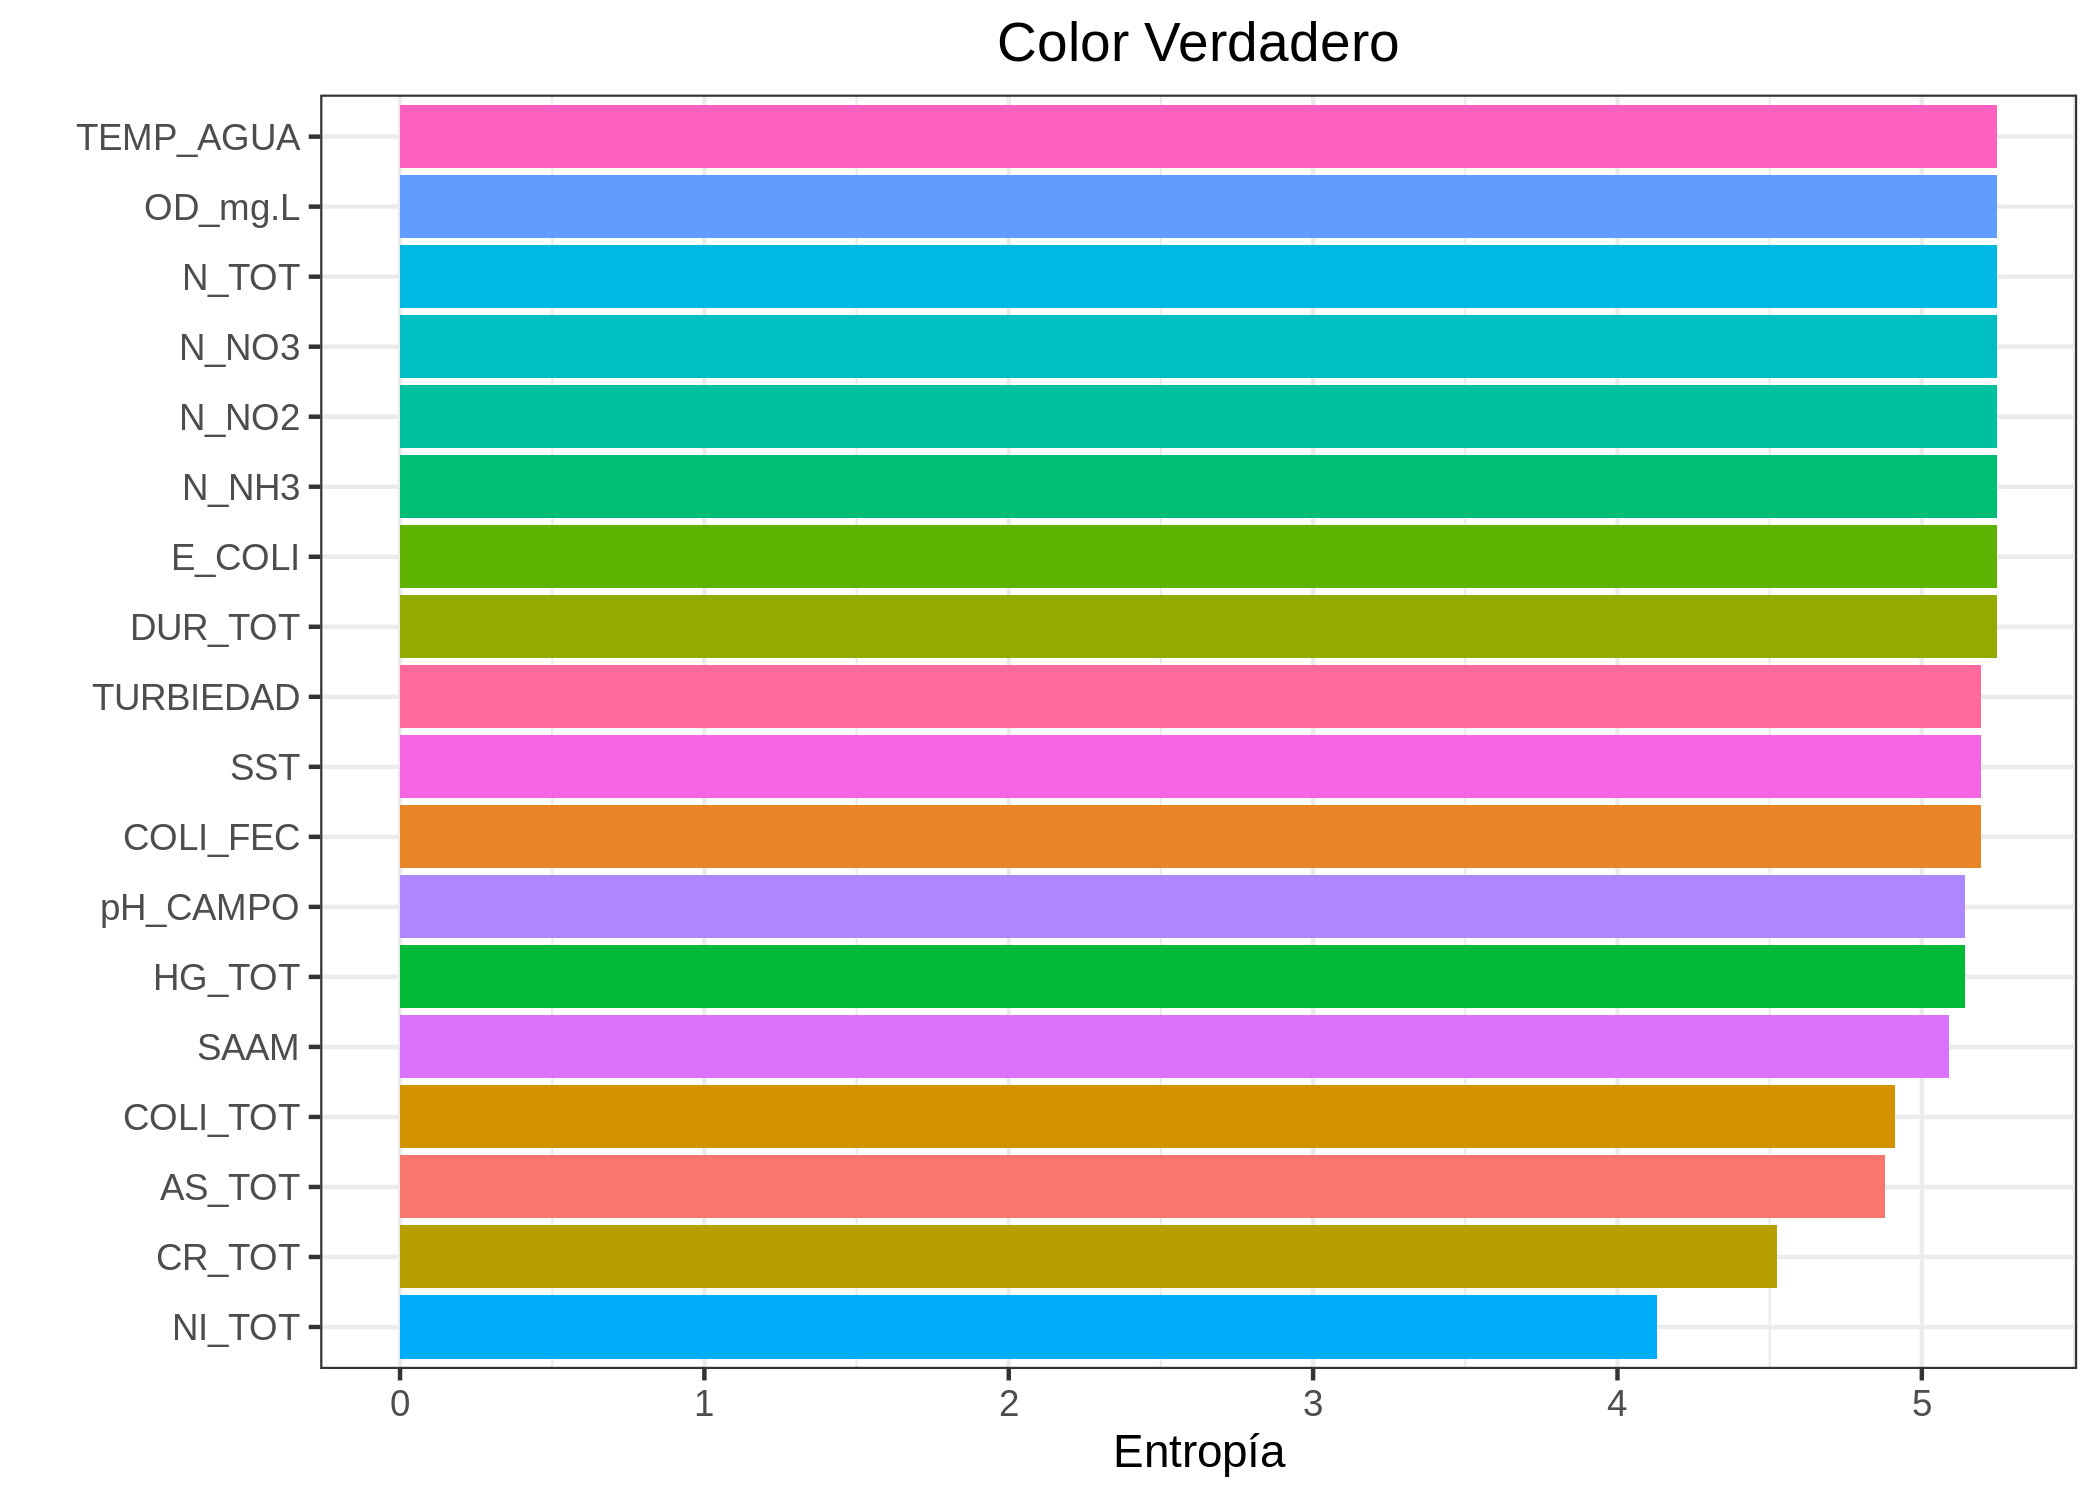 Color Verdadero
TEMP_AGUA
OD_mg.L
N_TOT
N_NO3
N_NO2
N_NH3
E_COLI
DUR_TOT
TURBIEDAD
SST
COLI_FEC
pH_CAMPO
HG_TOT
SAAM
COLI_TOT
AS_TOT
CR_TOT
NI_TOT
0 1 2 3 4 5
Entropía